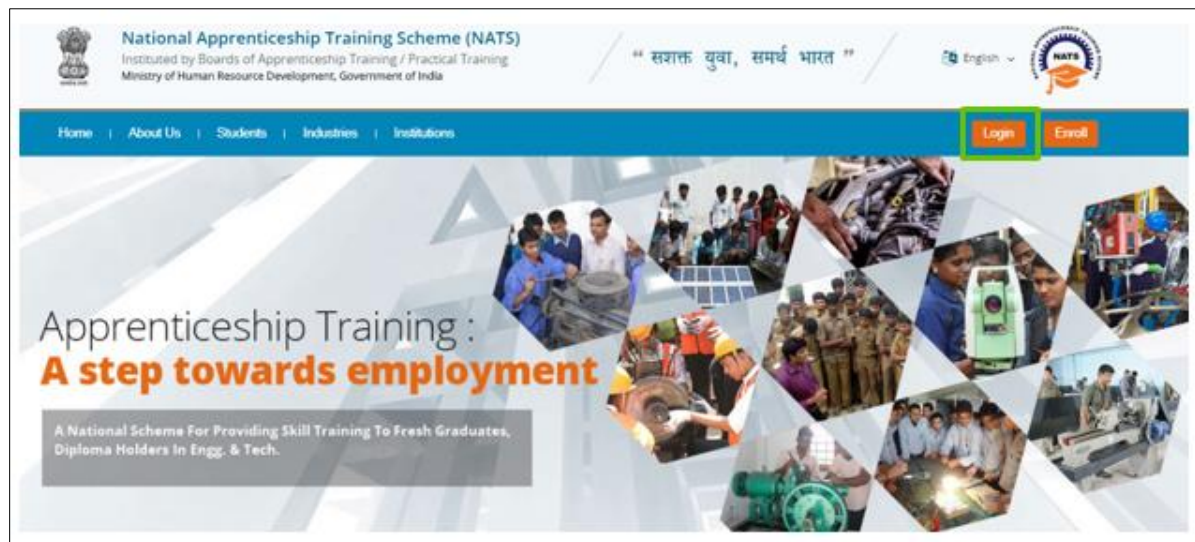 National Apprenticeship Training Scheme (NATS)
Instituted by Boards of Apprenticeship Training / Practical Training
Ministry of Human Resource Development, Government of India
“ सशक्त युवा, समर्थ भारत ”
English
NATS
Home | About Us | Students | Industries | Institutions
Login
Enroll
Apprenticeship Training :
A step towards employment
A National Scheme For Providing Skill Training To Fresh Graduates,
Diploma Holders In Engg. & Tech.